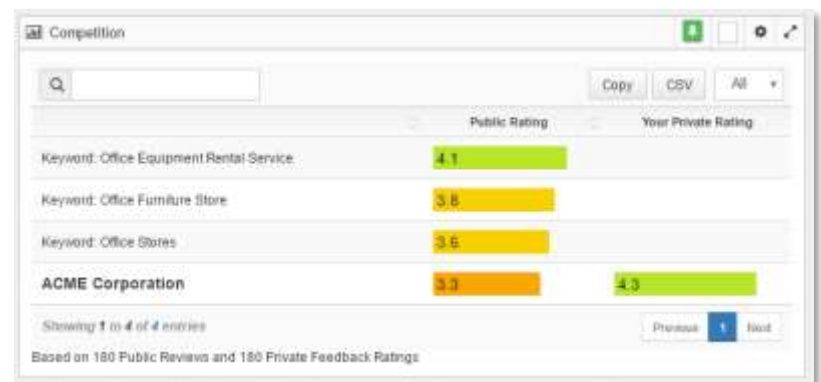 Competition
Copy CSV All
Public Rating Your Private Rating
Keyword: Office Equipment Rental Service 4.1
Keyword: Office Furniture Store 3.8
Keyword: Office Stores 3.6
ACME Corporation 3.3 4.3
Showing 1 to 4 of 4 entries Previous 1 Next
Based on 180 Public Reviews and 180 Private Feedback Ratings